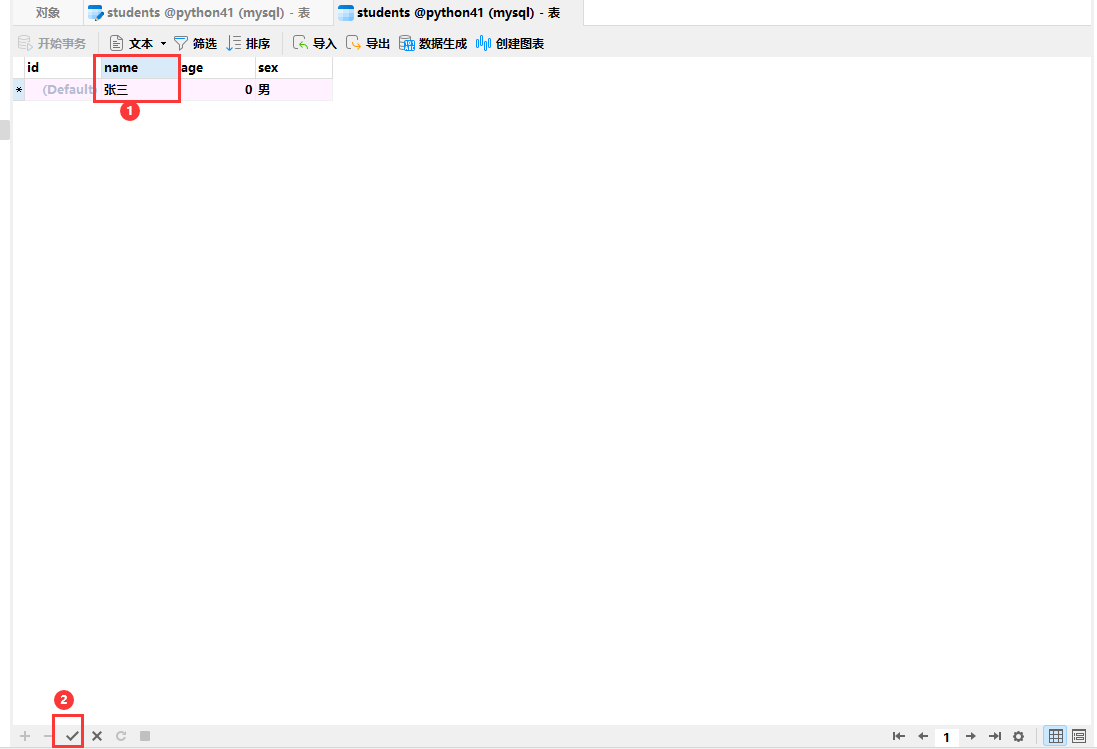 对象 students @python41 (mysql) - 表 students @python41 (mysql) - 表
开始事务 文本 筛选 排序 导入 导出 数据生成 创建图表
id name age sex
* (Default 张三 0 男
1
2
1